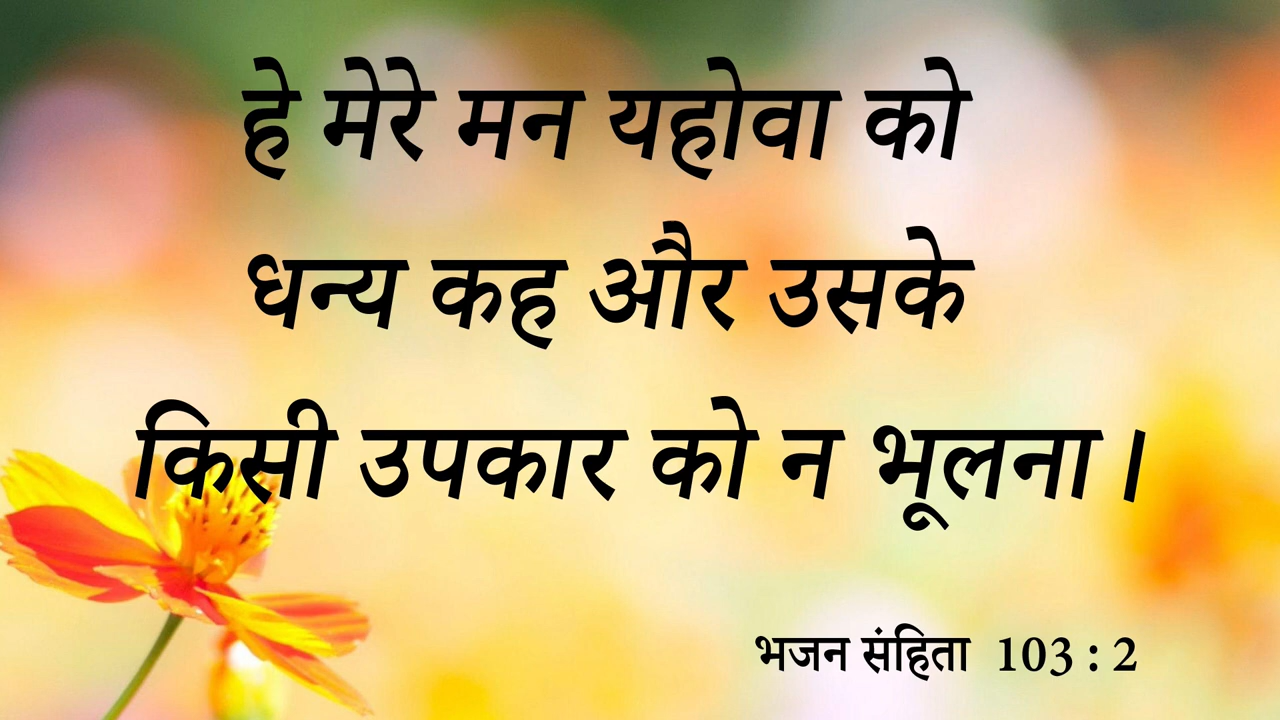 हे मेरे मन यहोवा को
धन्य कह और उसके
किसी उपकार को न भूलना।
भजन संहिता 103 : 2